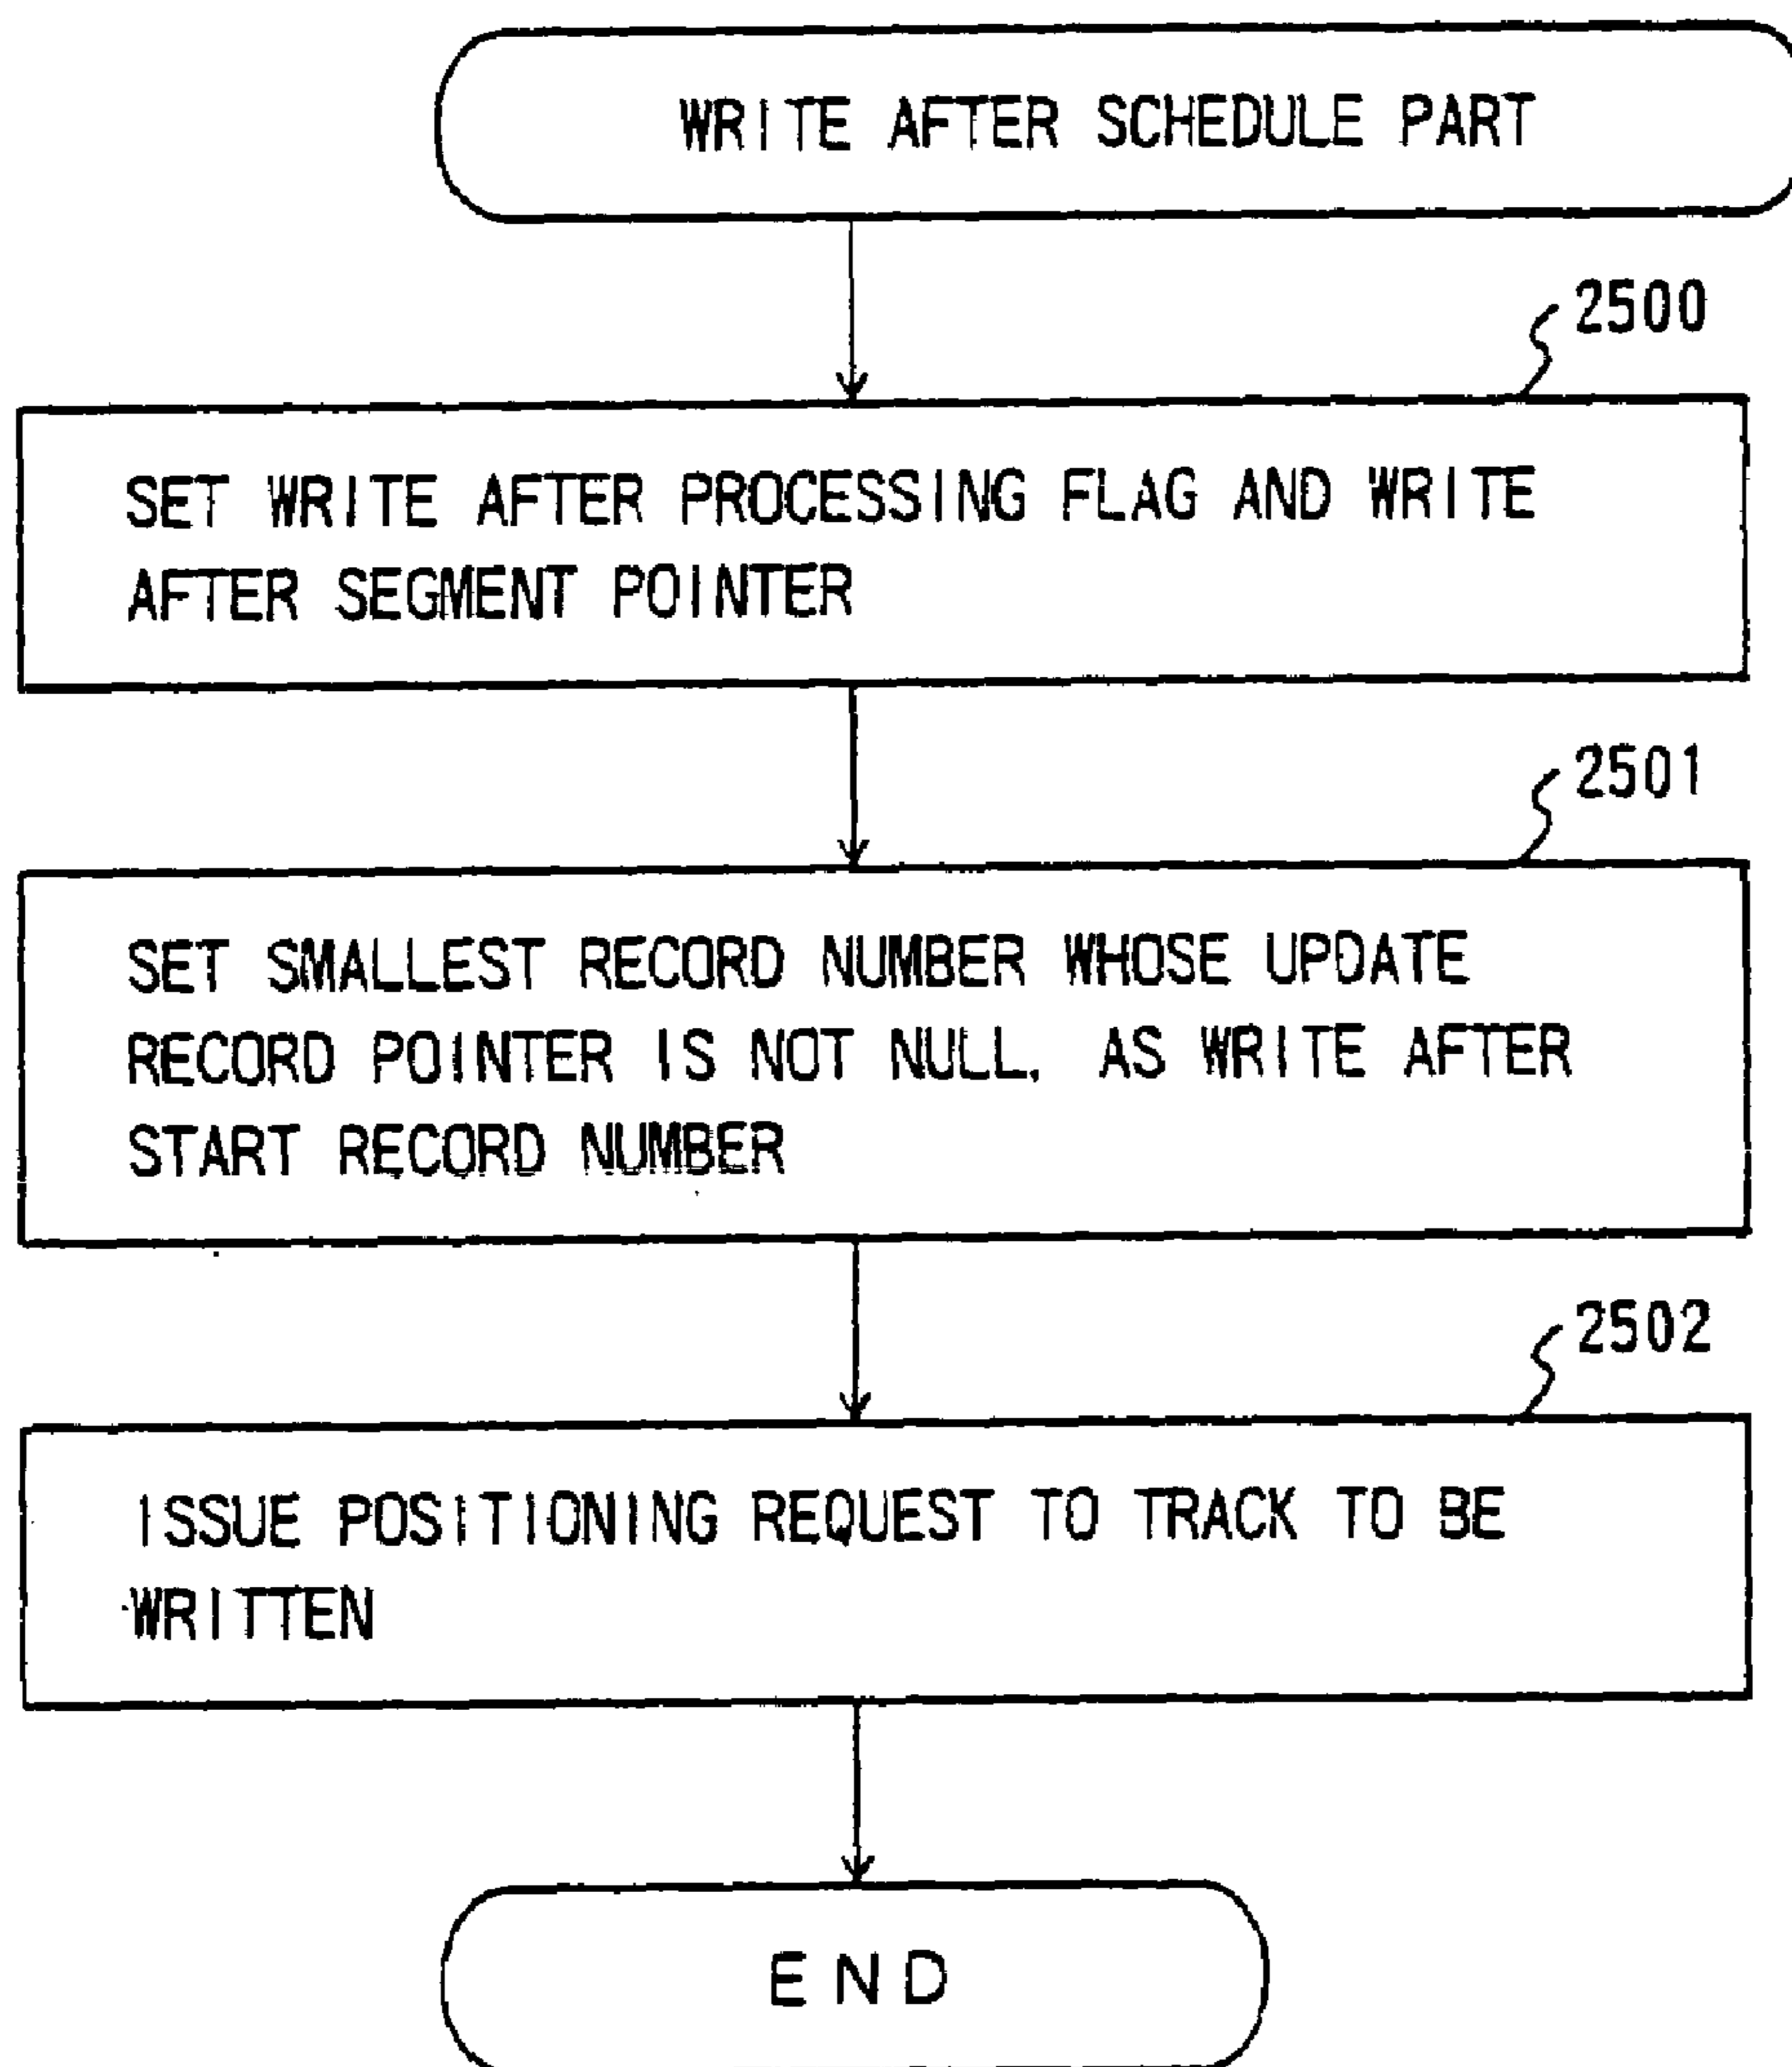 WRITE AFTER SCHEDULE PART
2500
SET WRITE AFTER PROCESSING FLAG AND WRITE
AFTER SEGMENT POINTER
2501
SET SMALLEST RECORD NUMBER WHOSE UPDATE
RECORD POINTER IS NOT NULL, AS WRITE AFTER
START RECORD NUMBER
2502
ISSUE POSITIONING REQUEST TO TRACK TO BE
WRITTEN
END